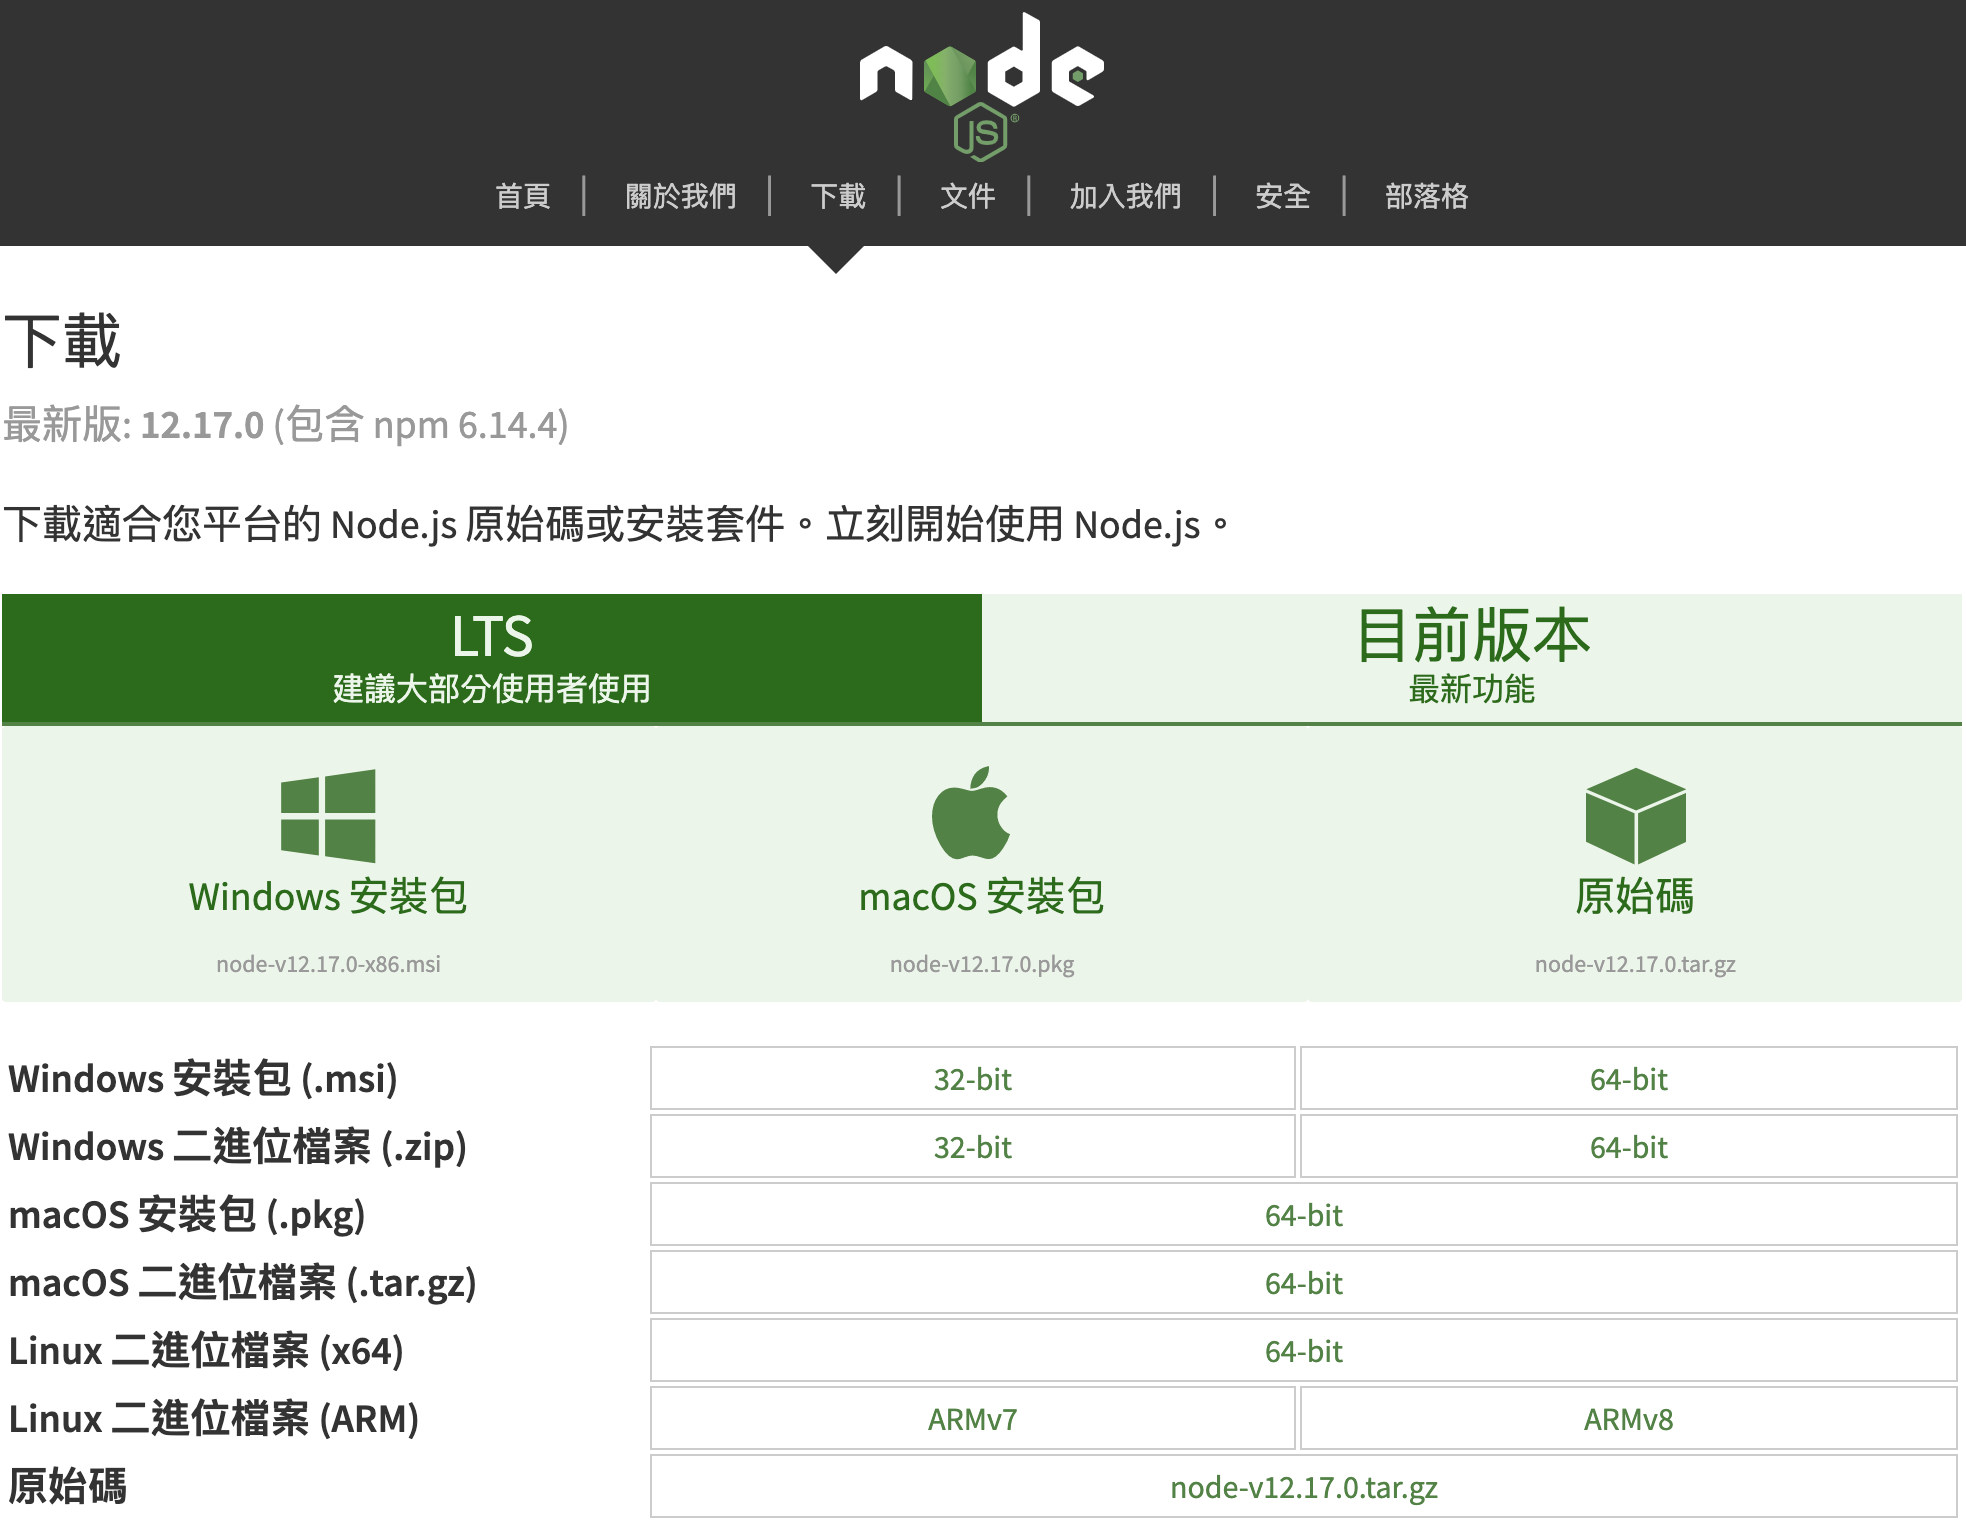 node
JS®
首頁 關於我們 下載 文件 加入我們 安全 部落格
下載
最新版: 12.17.0 (包含 npm 6.14.4)
下載適合您平台的 Node.js 原始碼或安裝套件。立刻開始使用 Node.js。
LTS
建議大部分使用者使用
目前版本
最新功能
Windows 安裝包
node-v12.17.0-x86.msi
macOS 安裝包
node-v12.17.0.pkg
原始碼
node-v12.17.0.tar.gz
Windows 安裝包 (.msi) 32-bit 64-bit
Windows 二進位檔案 (.zip) 32-bit 64-bit
macOS 安裝包 (.pkg) 64-bit
macOS 二進位檔案 (.tar.gz) 64-bit
Linux 二進位檔案 (x64) 64-bit
Linux 二進位檔案 (ARM) ARMv7 ARMv8
原始碼 node-v12.17.0.tar.gz